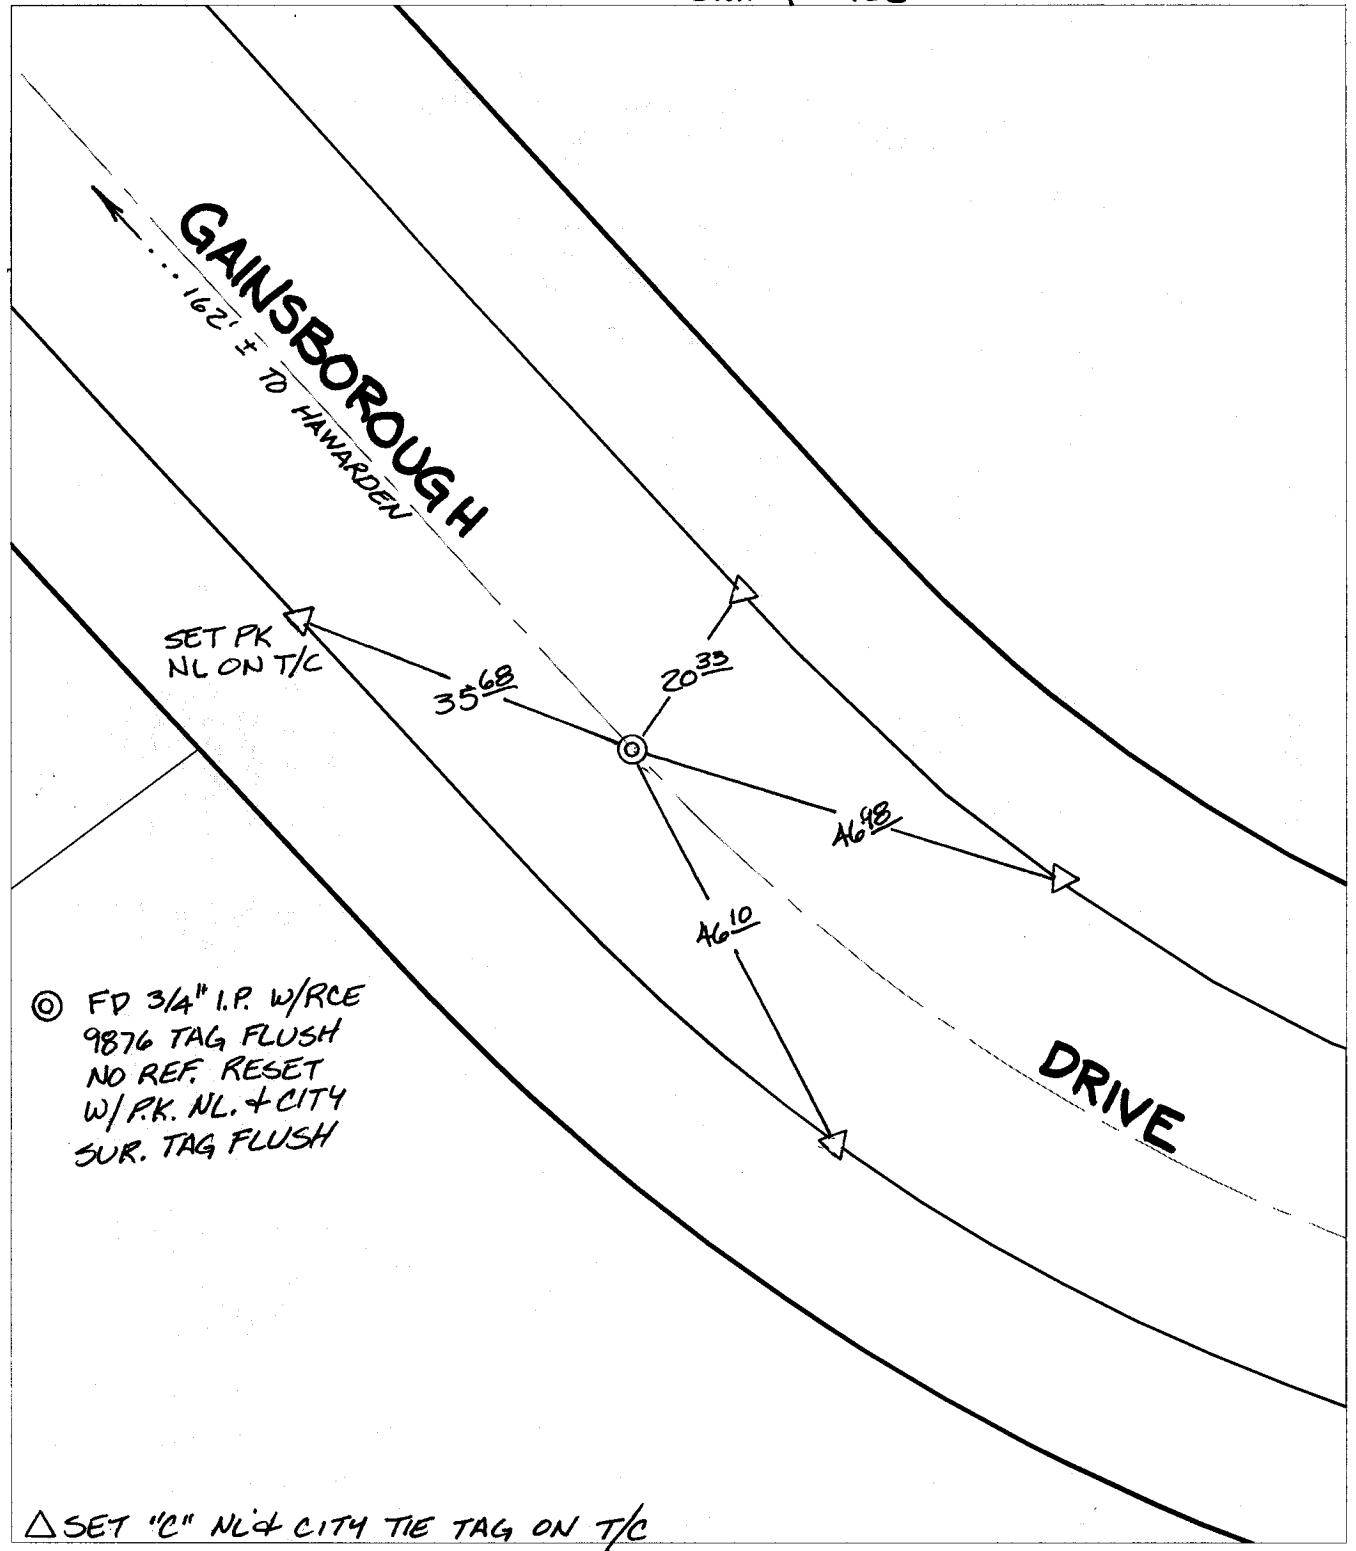 GAINSBOROUGH
162' ± TO HAWARDEN
SET PK
NL ON T/C
35 68
20 33
46 98
46 10
FD 3/4" I.P. W/RCE
9876 TAG FLUSH
NO REF. RESET
W/ P.K. NL. & CITY
SUR. TAG FLUSH
DRIVE
△ SET "C" NL & CITY TIE TAG ON T/C